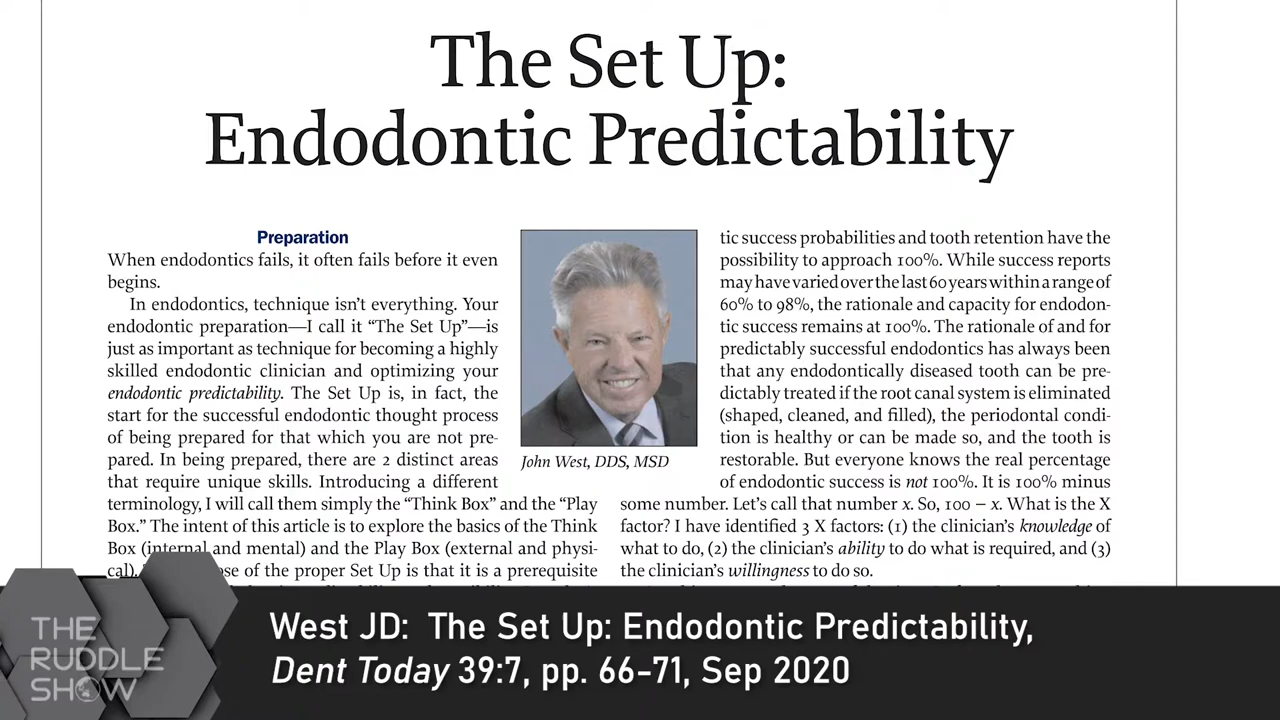 The Set Up:
Endodontic Predictability
Preparation
When endodontics fails, it often fails before it even
begins.
In endodontics, technique isn't everything. Your
endodontic preparation—I call it "The Set Up"—is
just as important as technique for becoming a highly
skilled endodontic clinician and optimizing your
endodontic predictability. The Set Up is, in fact, the
start for the successful endodontic thought process
of being prepared for that which you are not pre-
pared. In being prepared, there are 2 distinct areas
that require unique skills. Introducing a different
terminology, I will call them simply the "Think Box" and the "Play
Box." The intent of this article is to explore the basics of the Think
Box (internal and mental) and the Play Box (external and physi-
cal). ose of the proper Set Up is that it is a prerequisite
John West, DDS, MSD
tic success probabilities and tooth retention have the
possibility to approach 100%. While success reports
may have varied over the last 60 years within a range of
60% to 98%, the rationale and capacity for endodon-
tic success remains at 100%. The rationale of and for
predictably successful endodontics has always been
that any endodontically diseased tooth can be pre-
dictably treated if the root canal system is eliminated
(shaped, cleaned, and filled), the periodontal condi-
tion is healthy or can be made so, and the tooth is
restorable. But everyone knows the real percentage
of endodontic success is not 100%. It is 100% minus
some number. Let's call that number x. So, 100 – x. What is the X
factor? I have identified 3 X factors: (1) the clinician's knowledge of
what to do, (2) the clinician's ability to do what is required, and (3)
the clinician's willingness to do so.
THE
RUDDLE
SHOW
West JD: The Set Up: Endodontic Predictability,
Dent Today 39:7, pp. 66-71, Sep 2020